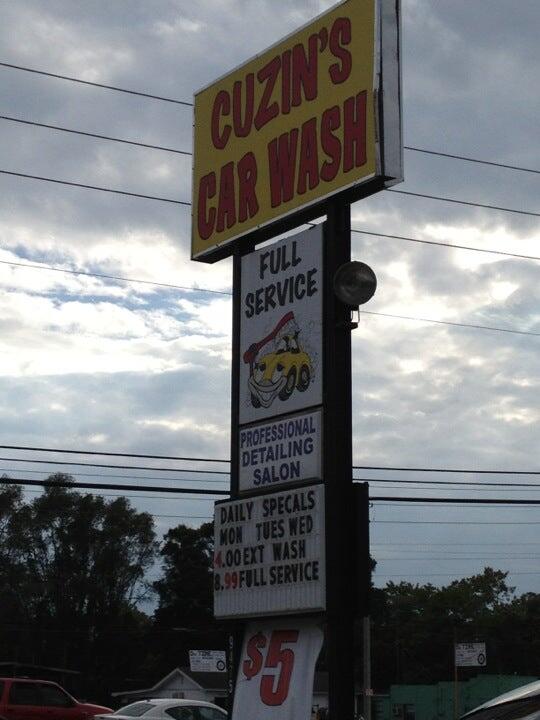 CUZIN'S
CAR WASH
FULL
SERVICE
PROFESSIONAL
DETAILING
SALON
DAILY SPECALS
MON TUES WED
4.00 EXT WASH
8.99 FULL SERVICE
$5